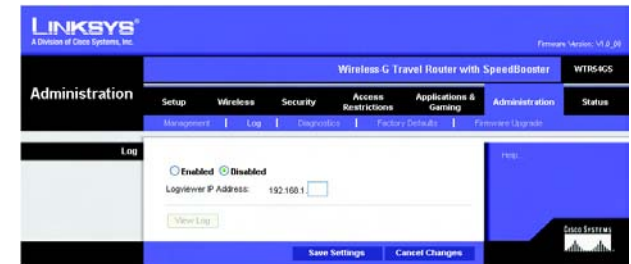 LINKSYS®
A Division of Cisco Systems, Inc.
Firmware Version: V1.0_00
Wireless-G Travel Router with SpeedBooster WTR54GS
Administration
Setup Wireless Security Access Restrictions Applications & Gaming Administration Status
Management | Log | Diagnostics | Factory Defaults | Firmware Upgrade
Log
Enabled Disabled
Help...
Logviewer IP Address: 192.168.1.
View Log
CISCO SYSTEMS
Save Settings Cancel Changes